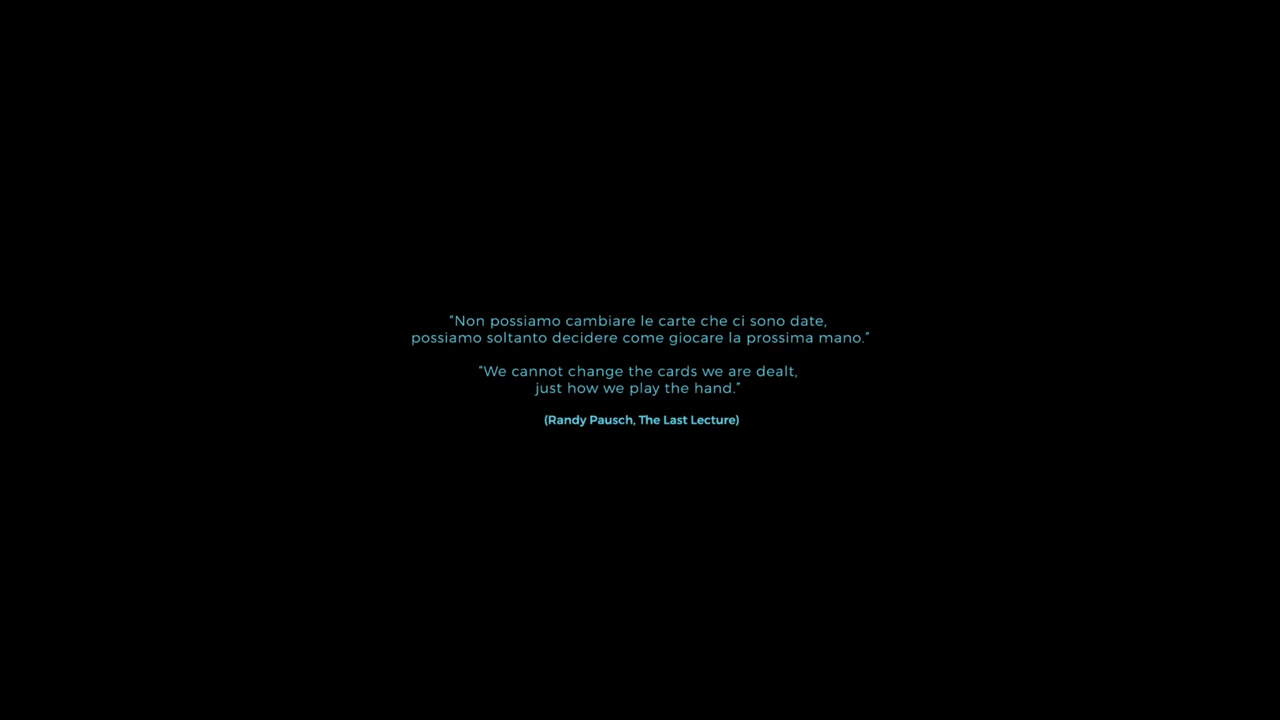 "Non possiamo cambiare le carte che ci sono date,
possiamo soltanto decidere come giocare la prossima mano."
“We cannot change the cards we are dealt,
just how we play the hand.”
(Randy Pausch, The Last Lecture)